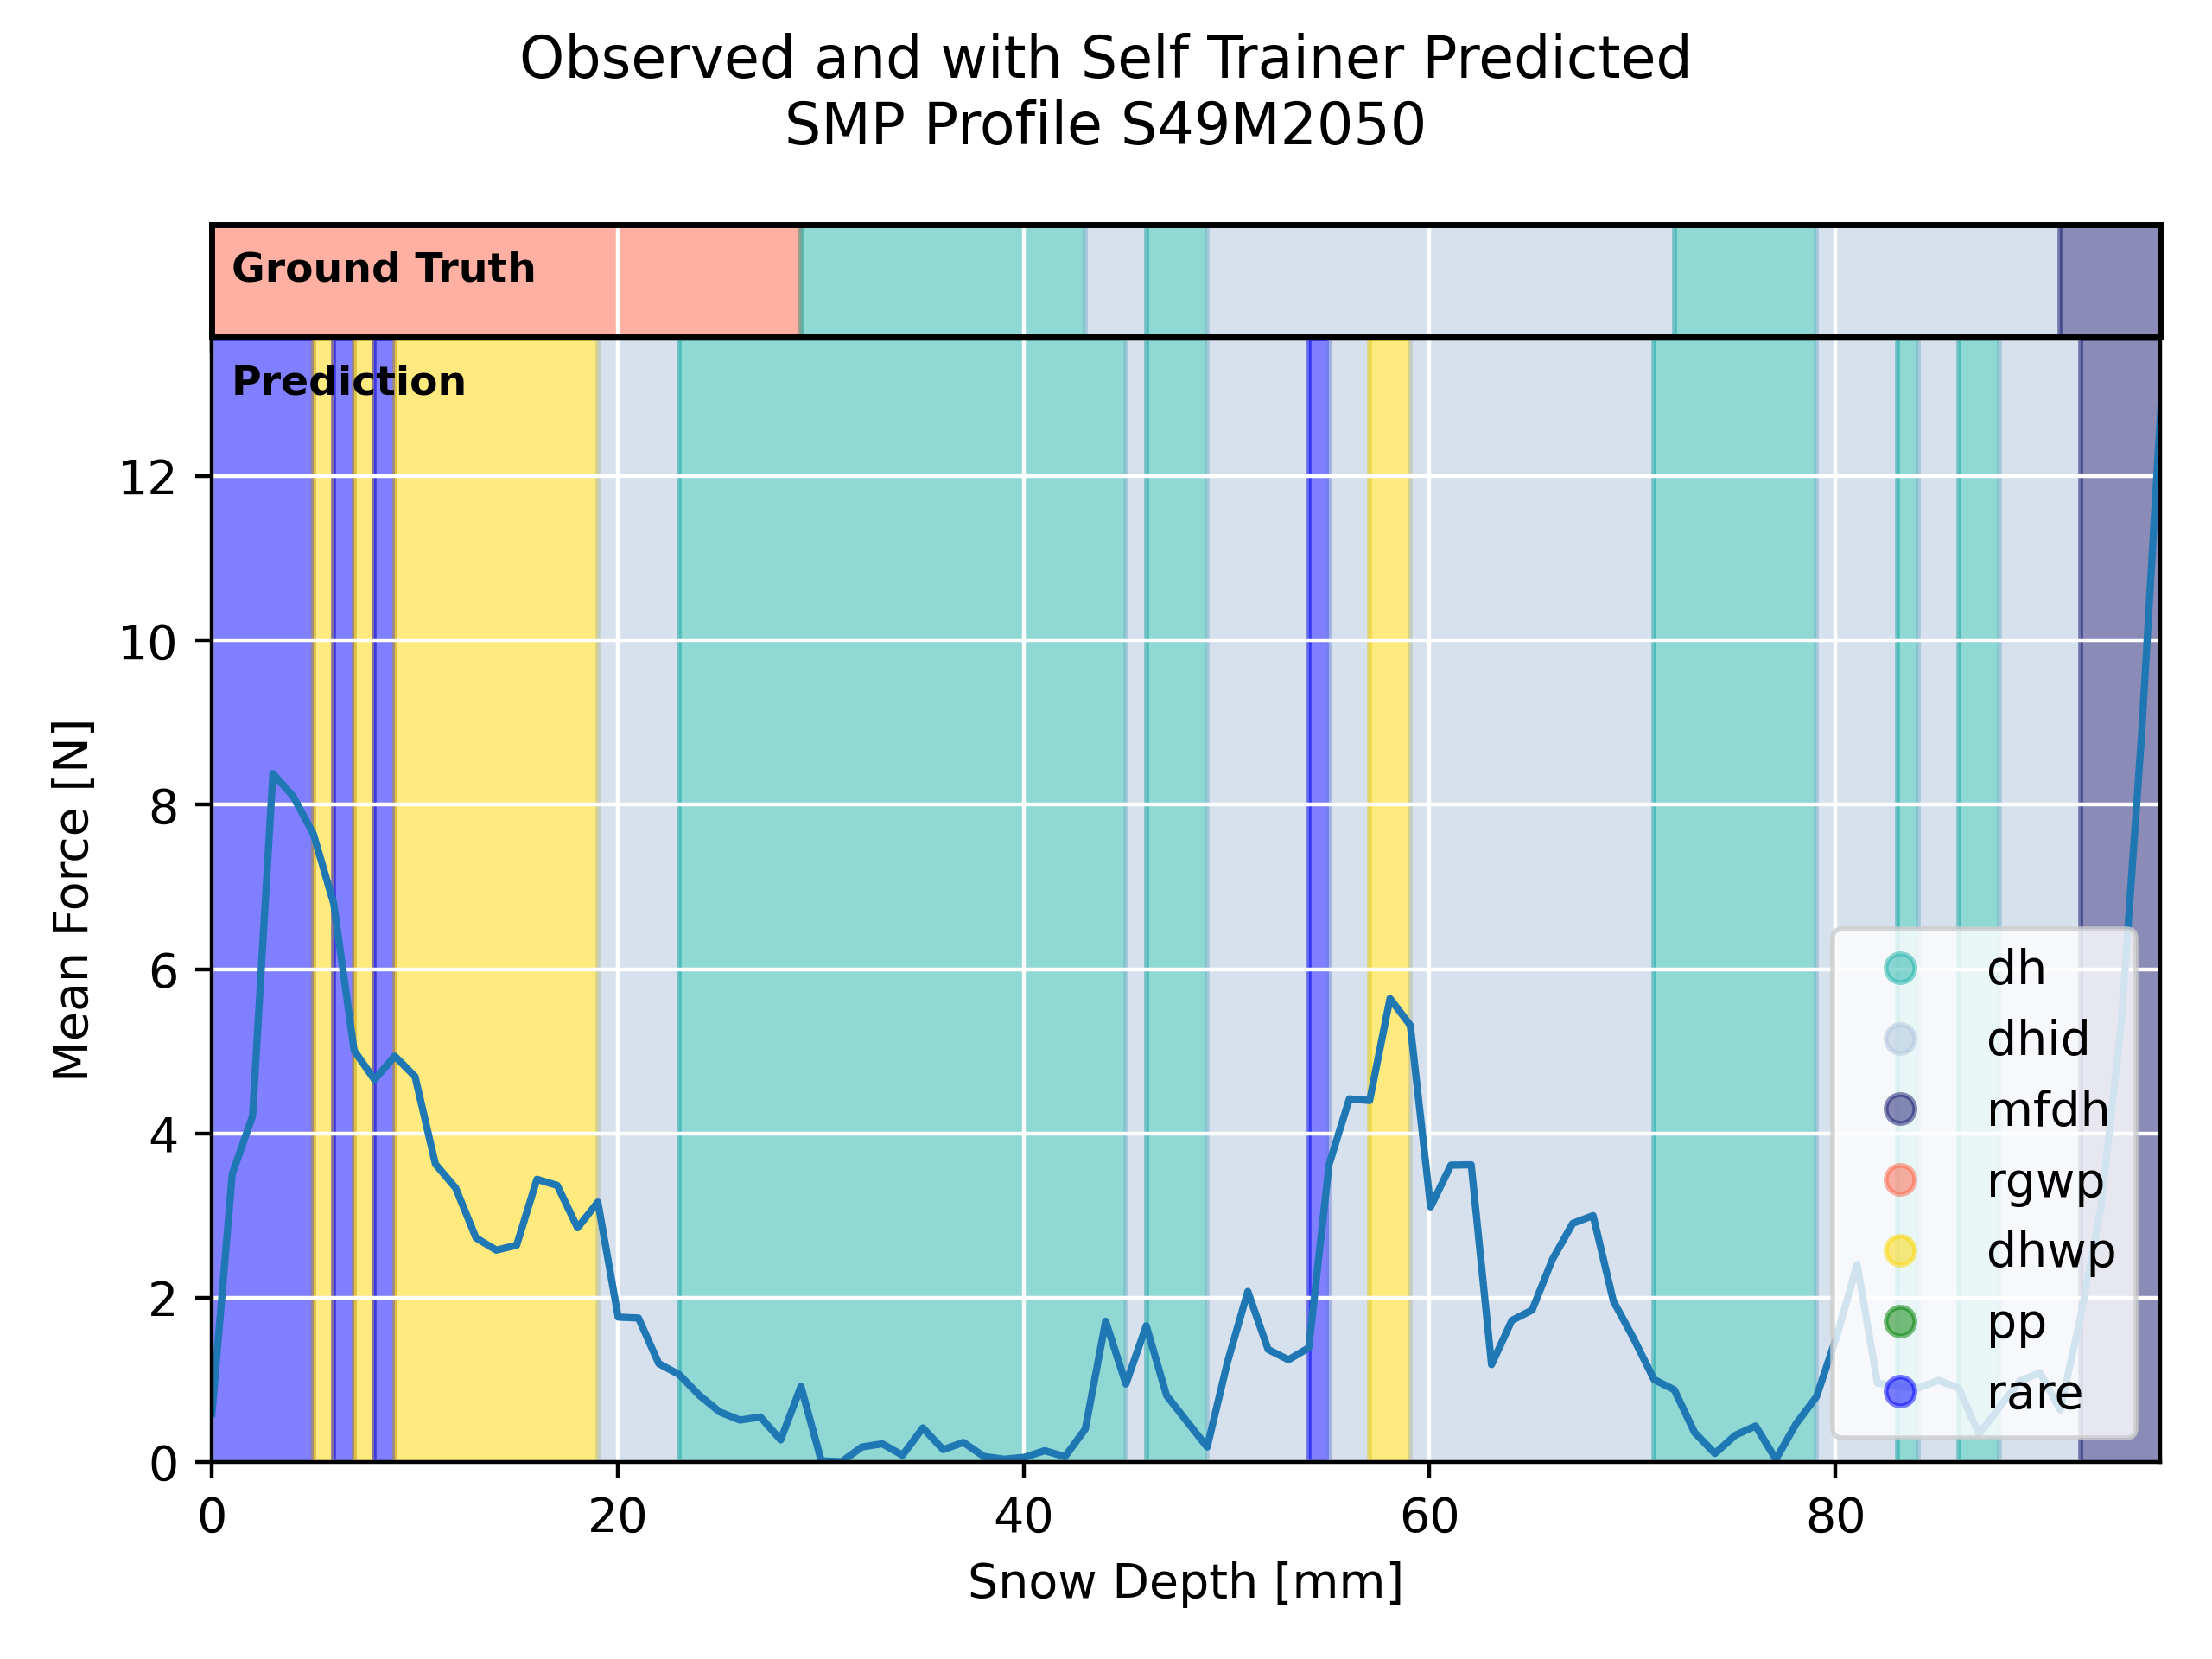 Observed and with Self Trainer Predicted
SMP Profile S49M2050
Ground Truth
Prediction
12
10
8
6
4
2
0
Mean Force [N]
dh
dhid
mfdh
rgwp
dhwp
pp
rare
0 20 40 60 80
Snow Depth [mm]